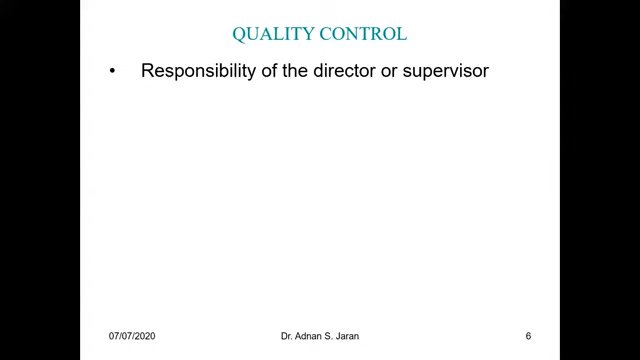 QUALITY CONTROL
• Responsibility of the director or supervisor
07/07/2020 Dr. Adnan S. Jaran 6